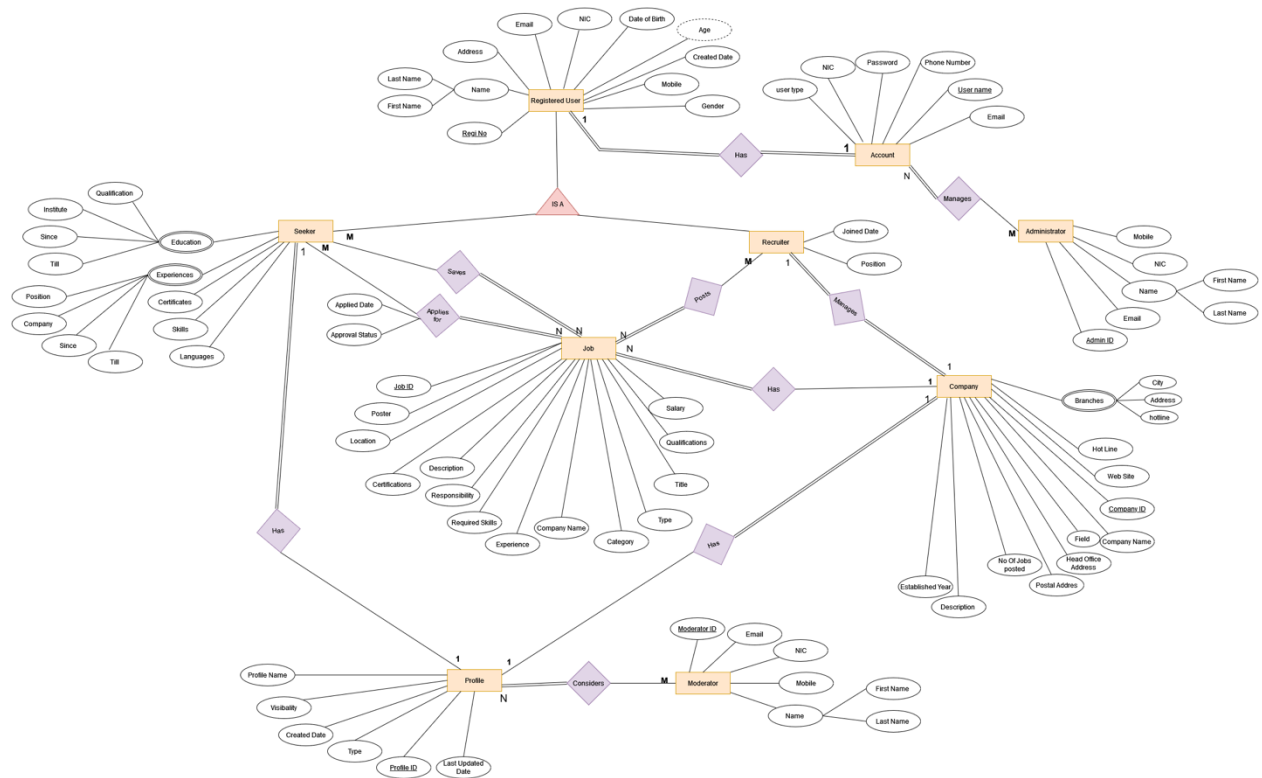 Email
NIC
Date of Birth
Age
Address
Created Date
Last Name
Name
Mobile
First Name
Gender
Regi No
Registered User
1
NIC
Password
Phone Number
user type
User name
Email
Has
1
Account
N
Manages
M
Administrator
Mobile
NIC
Name
First Name
Last Name
Email
Admin ID
IS A
Qualification
Institute
Since
Till
Education
Seeker
M
M
1
Experiences
Position
Company
Since
Till
Certificates
Skills
Languages
Saves
Applied Date
Approval Status
Applies
for
Recruiter
Joined Date
Position
M
1
Posts
Manages
N
N
N
N
Job
Has
1
1
1
Company
Branches
City
Address
hotline
Job ID
Poster
Location
Certifications
Description
Responsibility
Required Skills
Experience
Company Name
Category
Type
Title
Qualifications
Salary
Hot Line
Web Site
Company ID
Company Name
Field
Head Office
Address
Postal Addres
No Of Jobs
posted
Description
Established Year
Has
Has
1
1
Profile
N
Considers
M
Moderator
Profile Name
Visibality
Created Date
Type
Profile ID
Last Updated
Date
Moderator ID
Email
NIC
Mobile
Name
First Name
Last Name